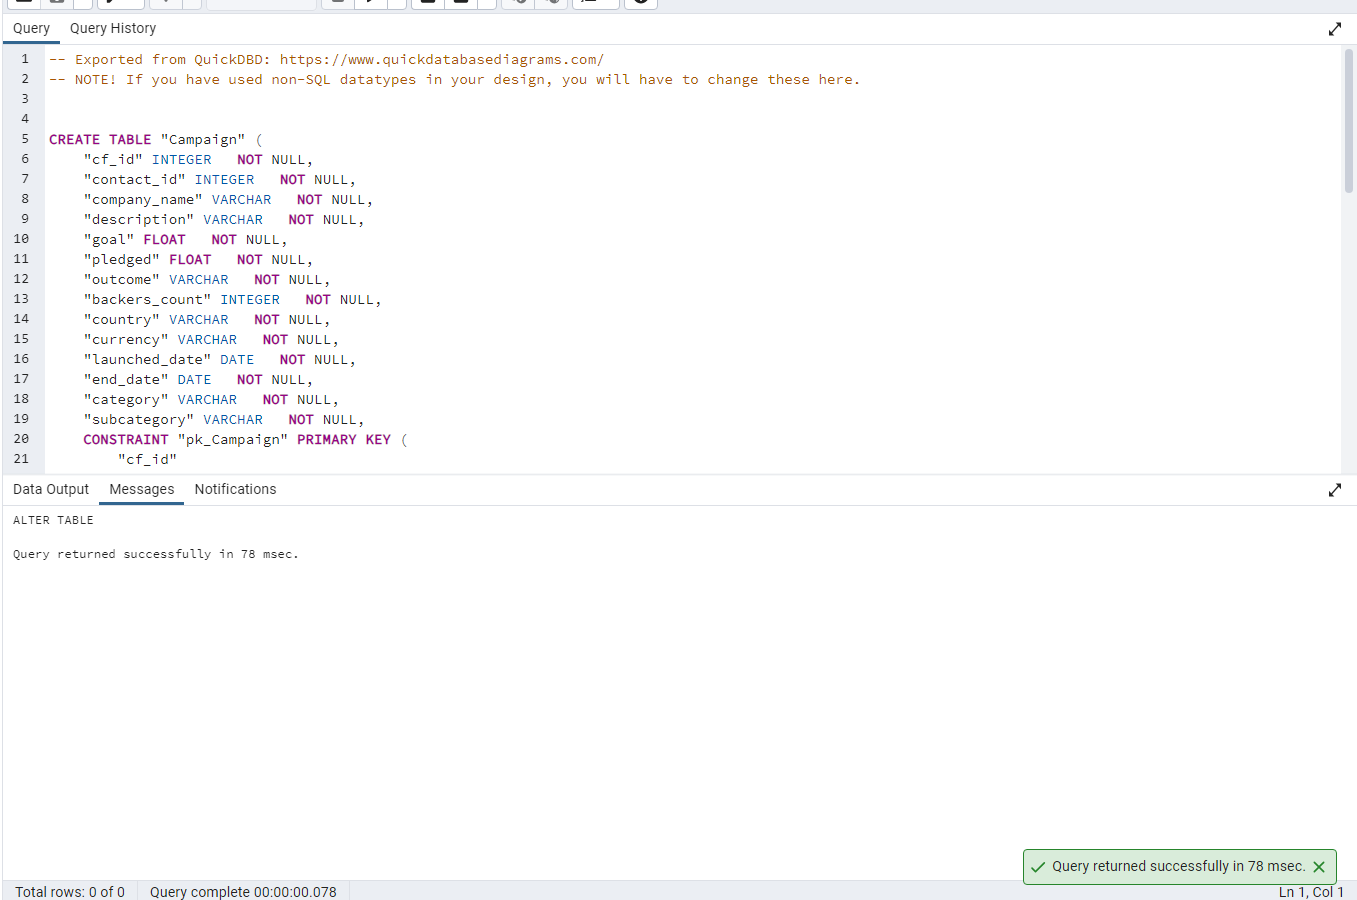 Query Query History
1 -- Exported from QuickDBD: https://www.quickdatabasediagrams.com/
2 -- NOTE! If you have used non-SQL datatypes in your design, you will have to change these here.
3
4
5 CREATE TABLE "Campaign" (
6 "cf_id" INTEGER NOT NULL,
7 "contact_id" INTEGER NOT NULL,
8 "company_name" VARCHAR NOT NULL,
9 "description" VARCHAR NOT NULL,
10 "goal" FLOAT NOT NULL,
11 "pledged" FLOAT NOT NULL,
12 "outcome" VARCHAR NOT NULL,
13 "backers_count" INTEGER NOT NULL,
14 "country" VARCHAR NOT NULL,
15 "currency" VARCHAR NOT NULL,
16 "launched_date" DATE NOT NULL,
17 "end_date" DATE NOT NULL,
18 "category" VARCHAR NOT NULL,
19 "subcategory" VARCHAR NOT NULL,
20 CONSTRAINT "pk_Campaign" PRIMARY KEY (
21 "cf_id"
Data Output Messages Notifications
ALTER TABLE
Query returned successfully in 78 msec.
Query returned successfully in 78 msec.
Total rows: 0 of 0 Query complete 00:00:00.078 Ln 1, Col 1